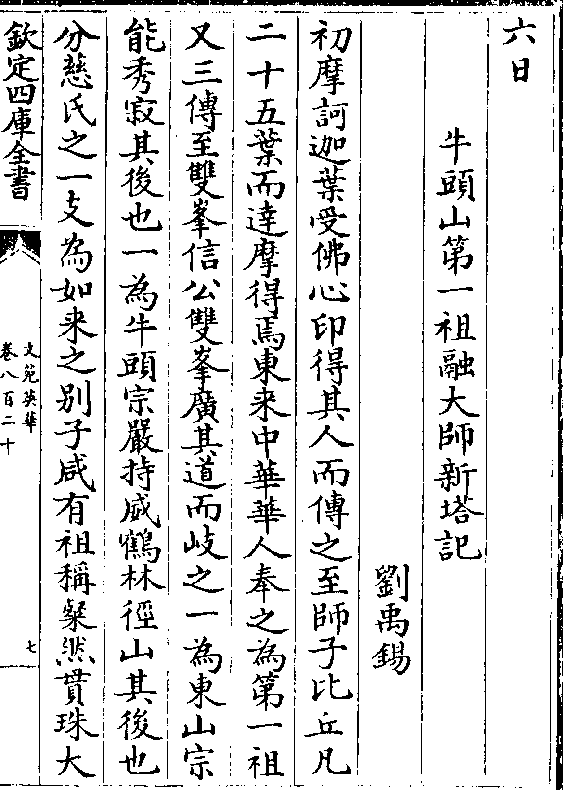 六日
牛頭山第一祖融大師新塔記
劉禹錫
初摩訶迦葉受佛心印得其人而傳之至師子比丘凡
二十五葉而達摩得焉東来中華華人奉之為第一祖
又三傳至雙峯信公雙峯廣其道而歧之一為東山宗
能秀寂其後也一為牛頭宗嚴持威鶴林徑山其後也
分慈氏之一支為如来之别子咸有祖稱粲然貫珠大
欽定四庫全書
文苑英華
卷八百二十
七